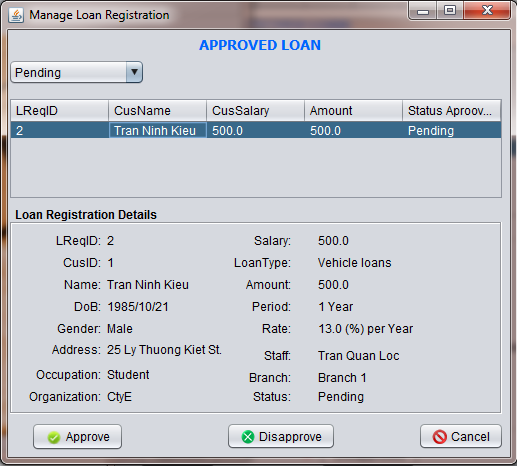 Manage Loan Registration
APPROVED LOAN
Pending
LReqID CusName CusSalary Amount Status Aproov...
2 Tran Ninh Kieu 500.0 500.0 Pending
Loan Registration Details
LReqID: 2 Salary: 500.0
CusID: 1 LoanType: Vehicle loans
Name: Tran Ninh Kieu Amount: 500.0
DoB: 1985/10/21 Period: 1 Year
Gender: Male Rate: 13.0 (%) per Year
Address: 25 Ly Thuong Kiet St. Staff: Tran Quan Loc
Occupation: Student Branch: Branch 1
Organization: CtyE Status: Pending
Approve Disapprove Cancel